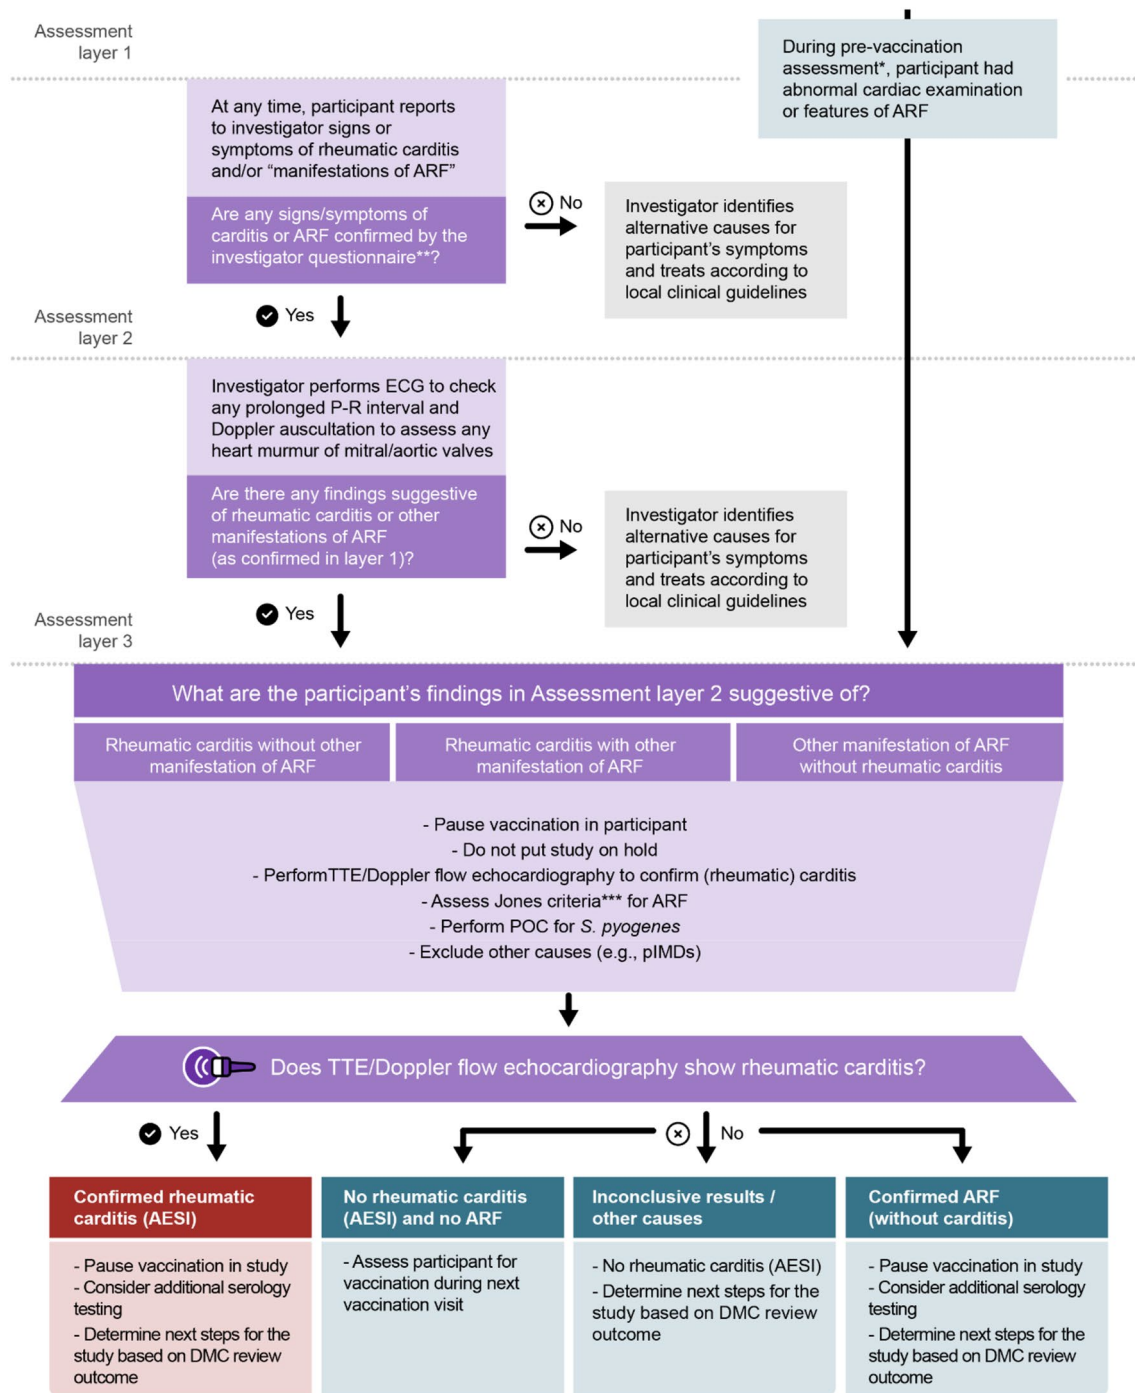 Assessment
layer 1
During pre-vaccination
assessment*, participant had
abnormal cardiac examination
or features of ARF
At any time, participant reports
to investigator signs or
symptoms of rheumatic carditis
and/or “manifestations of ARF”
Are any signs/symptoms of
carditis or ARF confirmed by the
investigator questionnaire**?
No
Investigator identifies
alternative causes for
participant’s symptoms
and treats according to
local clinical guidelines
Yes
Assessment
layer 2
Investigator performs ECG to check
any prolonged P-R interval and
Doppler auscultation to assess any
heart murmur of mitral/aortic valves
Are there any findings suggestive
of rheumatic carditis or other
manifestations of ARF
(as confirmed in layer 1)?
No
Investigator identifies
alternative causes for
participant’s symptoms
and treats according to
local clinical guidelines
Yes
Assessment
layer 3
What are the participant’s findings in Assessment layer 2 suggestive of?
Rheumatic carditis without other
manifestation of ARF
Rheumatic carditis with other
manifestation of ARF
Other manifestation of ARF
without rheumatic carditis
- Pause vaccination in participant
- Do not put study on hold
- PerformTTE/Doppler flow echocardiography to confirm (rheumatic) carditis
- Assess Jones criteria*** for ARF
- Perform POC for S. pyogenes
- Exclude other causes (e.g., pIMDs)
Does TTE/Doppler flow echocardiography show rheumatic carditis?
Yes
No
Confirmed rheumatic
carditis (AESI)
- Pause vaccination in study
- Consider additional serology
testing
- Determine next steps for the
study based on DMC review
outcome
No rheumatic carditis
(AESI) and no ARF
- Assess participant for
vaccination during next
vaccination visit
Inconclusive results /
other causes
- No rheumatic carditis (AESI)
- Determine next steps for the
study based on DMC review
outcome
Confirmed ARF
(without carditis)
- Pause vaccination in study
- Consider additional serology
testing
- Determine next steps for the
study based on DMC review
outcome